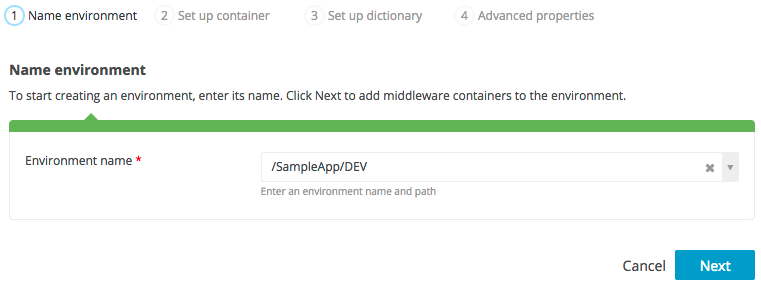 1 Name environment 2 Set up container 3 Set up dictionary 4 Advanced properties
Name environment
To start creating an environment, enter its name. Click Next to add middleware containers to the environment.
Environment name * /SampleApp/DEV
Enter an environment name and path
Cancel Next